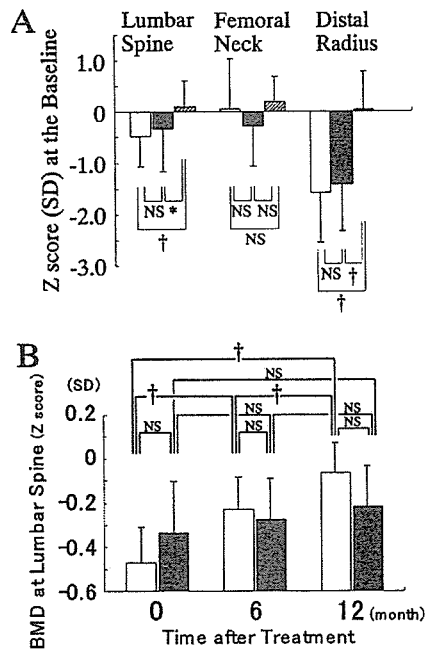 A
Lumbar Spine
Femoral Neck
Distal Radius
Z score (SD) at the Baseline
1.0
0
-1.0
-2.0
-3.0
NS *
†
NS NS
NS
NS †
†
B
(SD)
BMD at Lumbar Spine (Z score)
0.2
0
-0.2
-0.4
-0.6
†
NS
† †
NS NS
NS NS NS
0 6 12 (month)
Time after Treatment